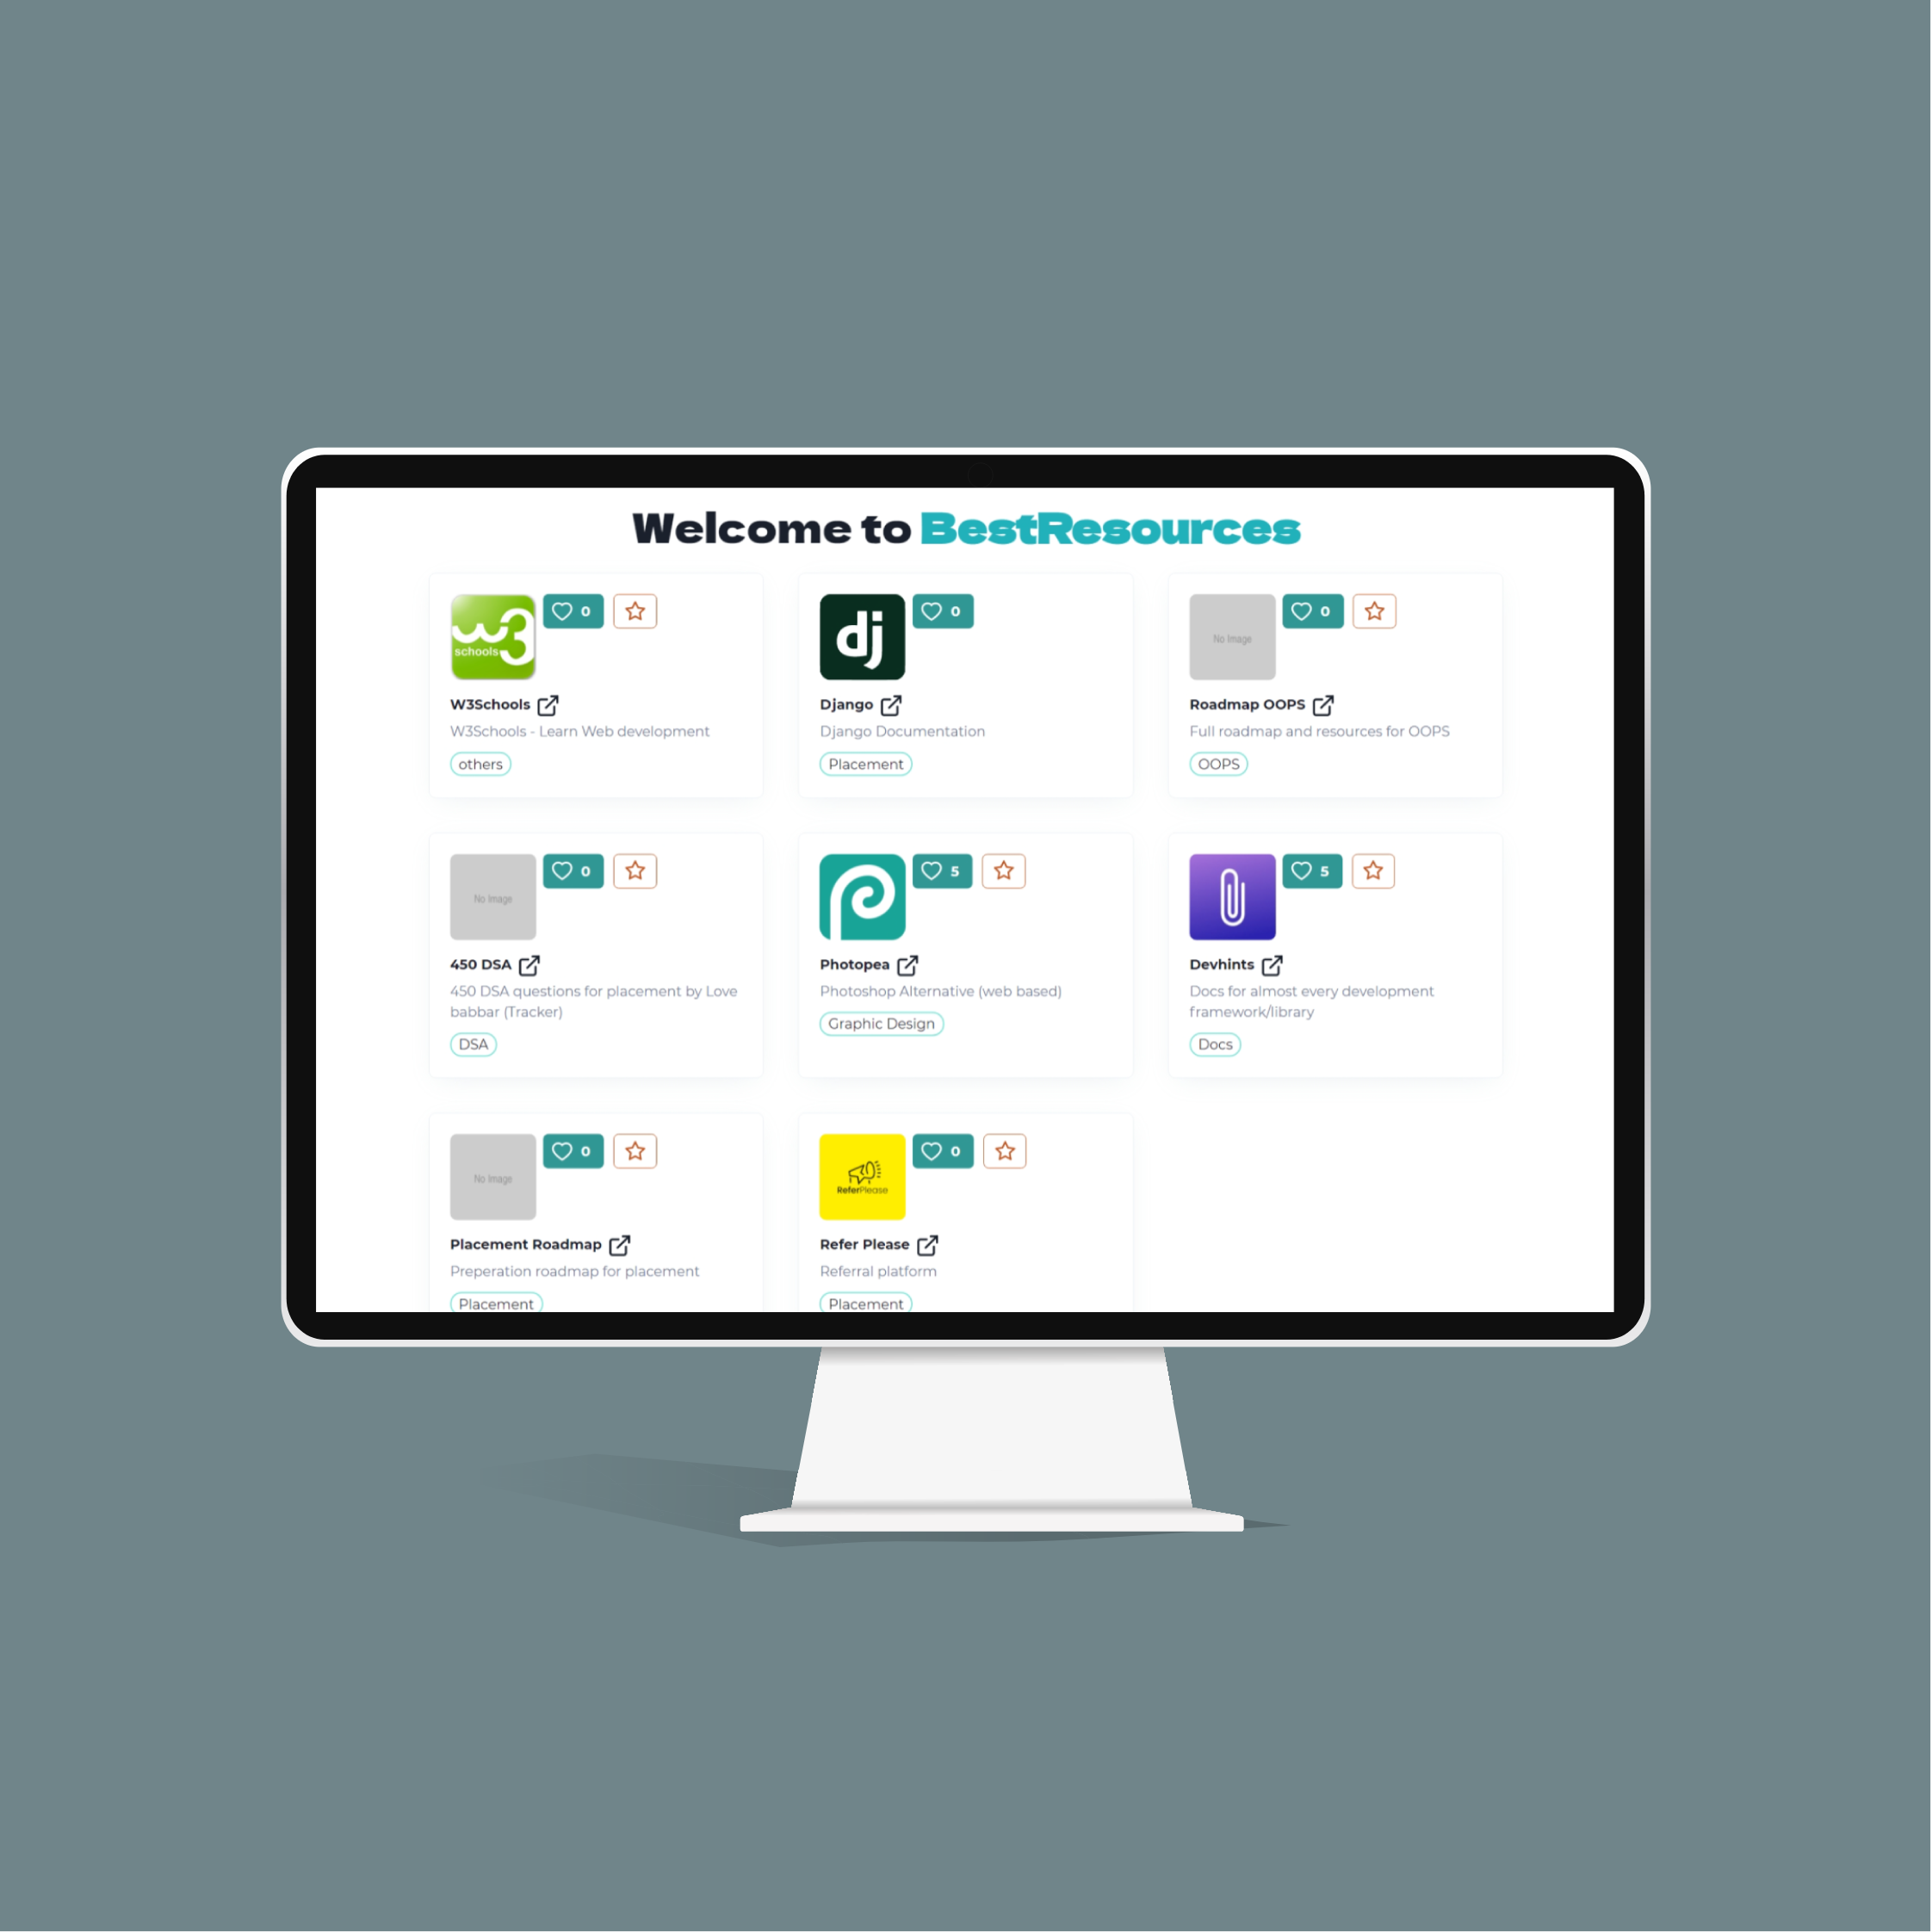 Welcome to BestResources
w3
schools
0
W3Schools
W3Schools - Learn Web development
others
dj
0
Django
Django Documentation
Placement
No Image
0
Roadmap OOPS
Full roadmap and resources for OOPS
OOPS
No Image
0
450 DSA
450 DSA questions for placement by Love
babbar (Tracker)
DSA
5
Photopea
Photoshop Alternative (web based)
Graphic Design
5
Devhints
Docs for almost every development
framework/library
Docs
No Image
0
Placement Roadmap
Preperation roadmap for placement
Placement
ReferPlease
0
Refer Please
Referral platform
Placement